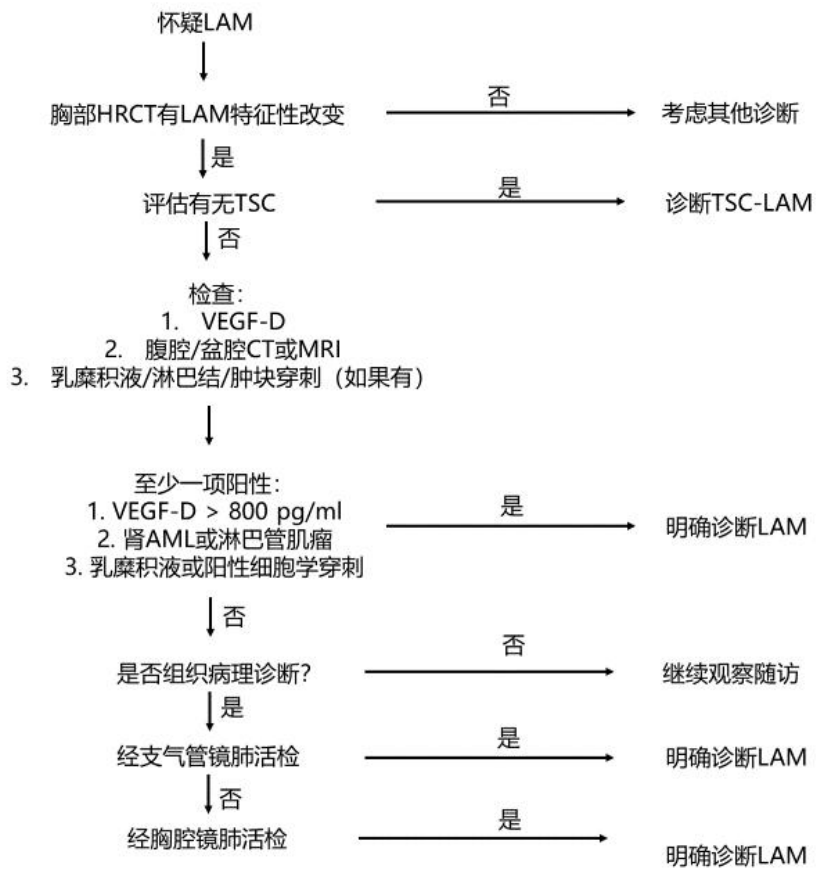 怀疑LAM
胸部HRCT有LAM特征性改变
否
考虑其他诊断
是
评估有无TSC
是
诊断TSC-LAM
否
检查：
1. VEGF-D
2. 腹腔/盆腔CT或MRI
3. 乳糜积液/淋巴结/肿块穿刺（如果有）
至少一项阳性：
1. VEGF-D > 800 pg/ml
2. 肾AML或淋巴管肌瘤
3. 乳糜积液或阳性细胞学穿刺
是
明确诊断LAM
否
是否组织病理诊断？
否
继续观察随访
是
经支气管镜肺活检
是
明确诊断LAM
否
经胸腔镜肺活检
是
明确诊断LAM